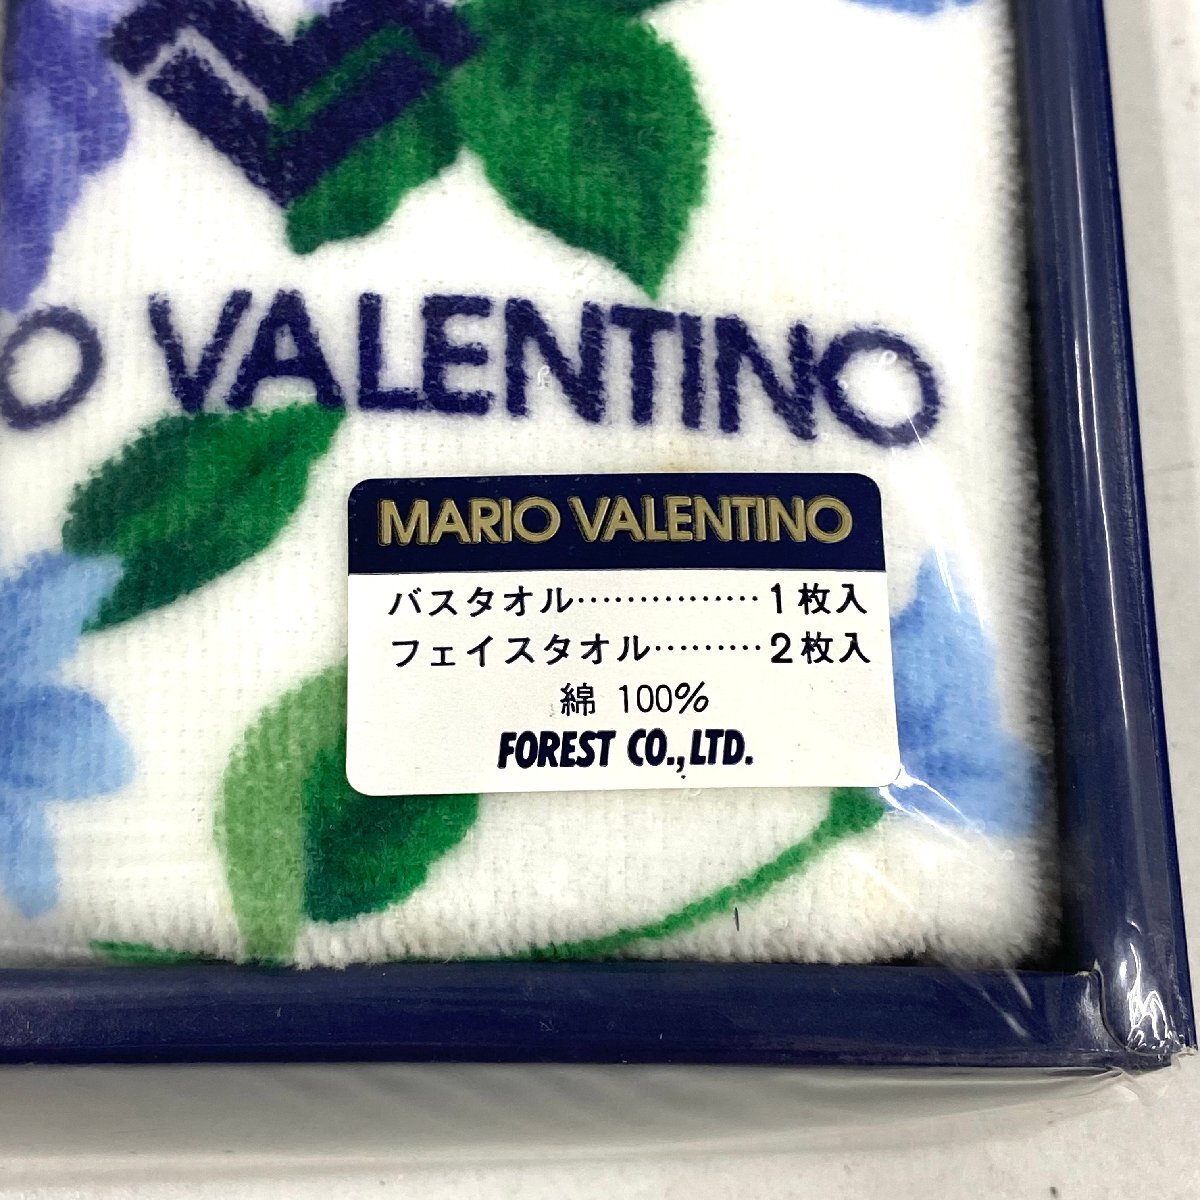 O VALENTINO
MARIO VALENTINO
バスタオル……………1枚入
フェイスタオル………2枚入
綿 100%
FOREST CO.,LTD.